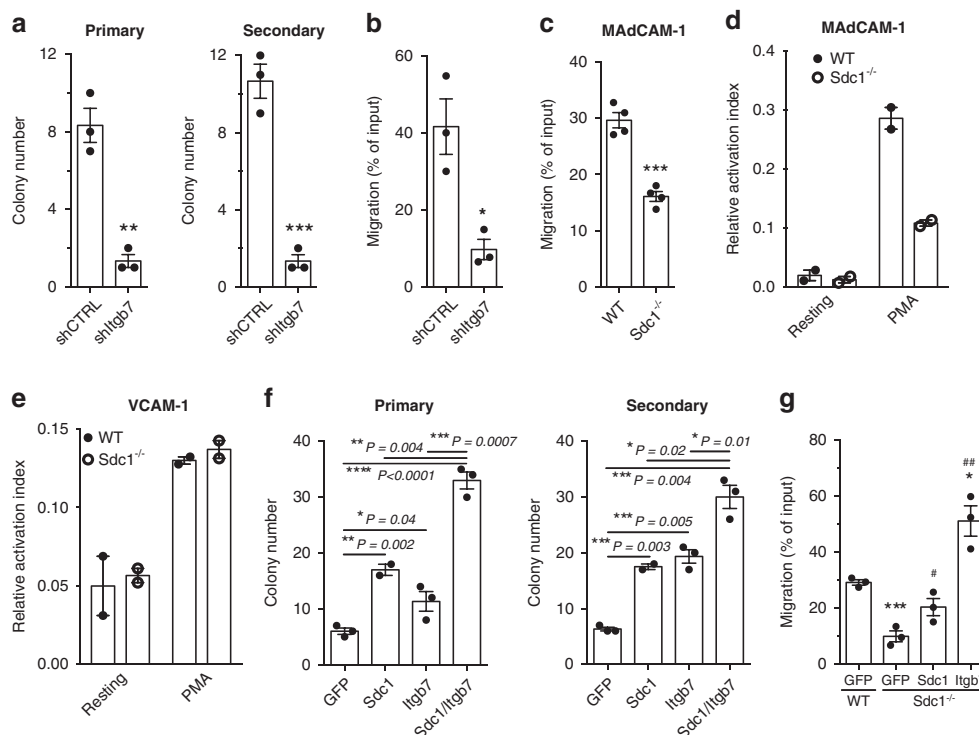 a
Primary
Colony number
12
8
4
0
**
shCTRL
shItgb7
Secondary
Colony number
12
10
8
6
4
2
0
***
shCTRL
shItgb7
b
Migration (% of input)
60
40
20
0
*
shCTRL
shItgb7
c
MAdCAM-1
Migration (% of input)
40
30
20
10
0
***
WT
Sdc1-/-
d
MAdCAM-1
WT
Sdc1-/-
Relative activation index
0.4
0.3
0.2
0.1
0.0
Resting
PMA
e
VCAM-1
WT
Sdc1-/-
Relative activation index
0.15
0.10
0.05
0.00
Resting
PMA
f
Primary
Colony number
40
30
20
10
0
*** P = 0.0007
** P = 0.004
**** P<0.0001
* P = 0.04
** P = 0.002
GFP
Sdc1
Itgb7
Sdc1/Itgb7
Secondary
Colony number
40
30
20
10
0
* P = 0.01
* P = 0.02
*** P = 0.004
*** P = 0.005
*** P = 0.003
GFP
Sdc1
Itgb7
Sdc1/Itgb7
g
Migration (% of input)
80
60
40
20
0
***
#
##
*
GFP GFP Sdc1 Itgb
WT Sdc1-/-